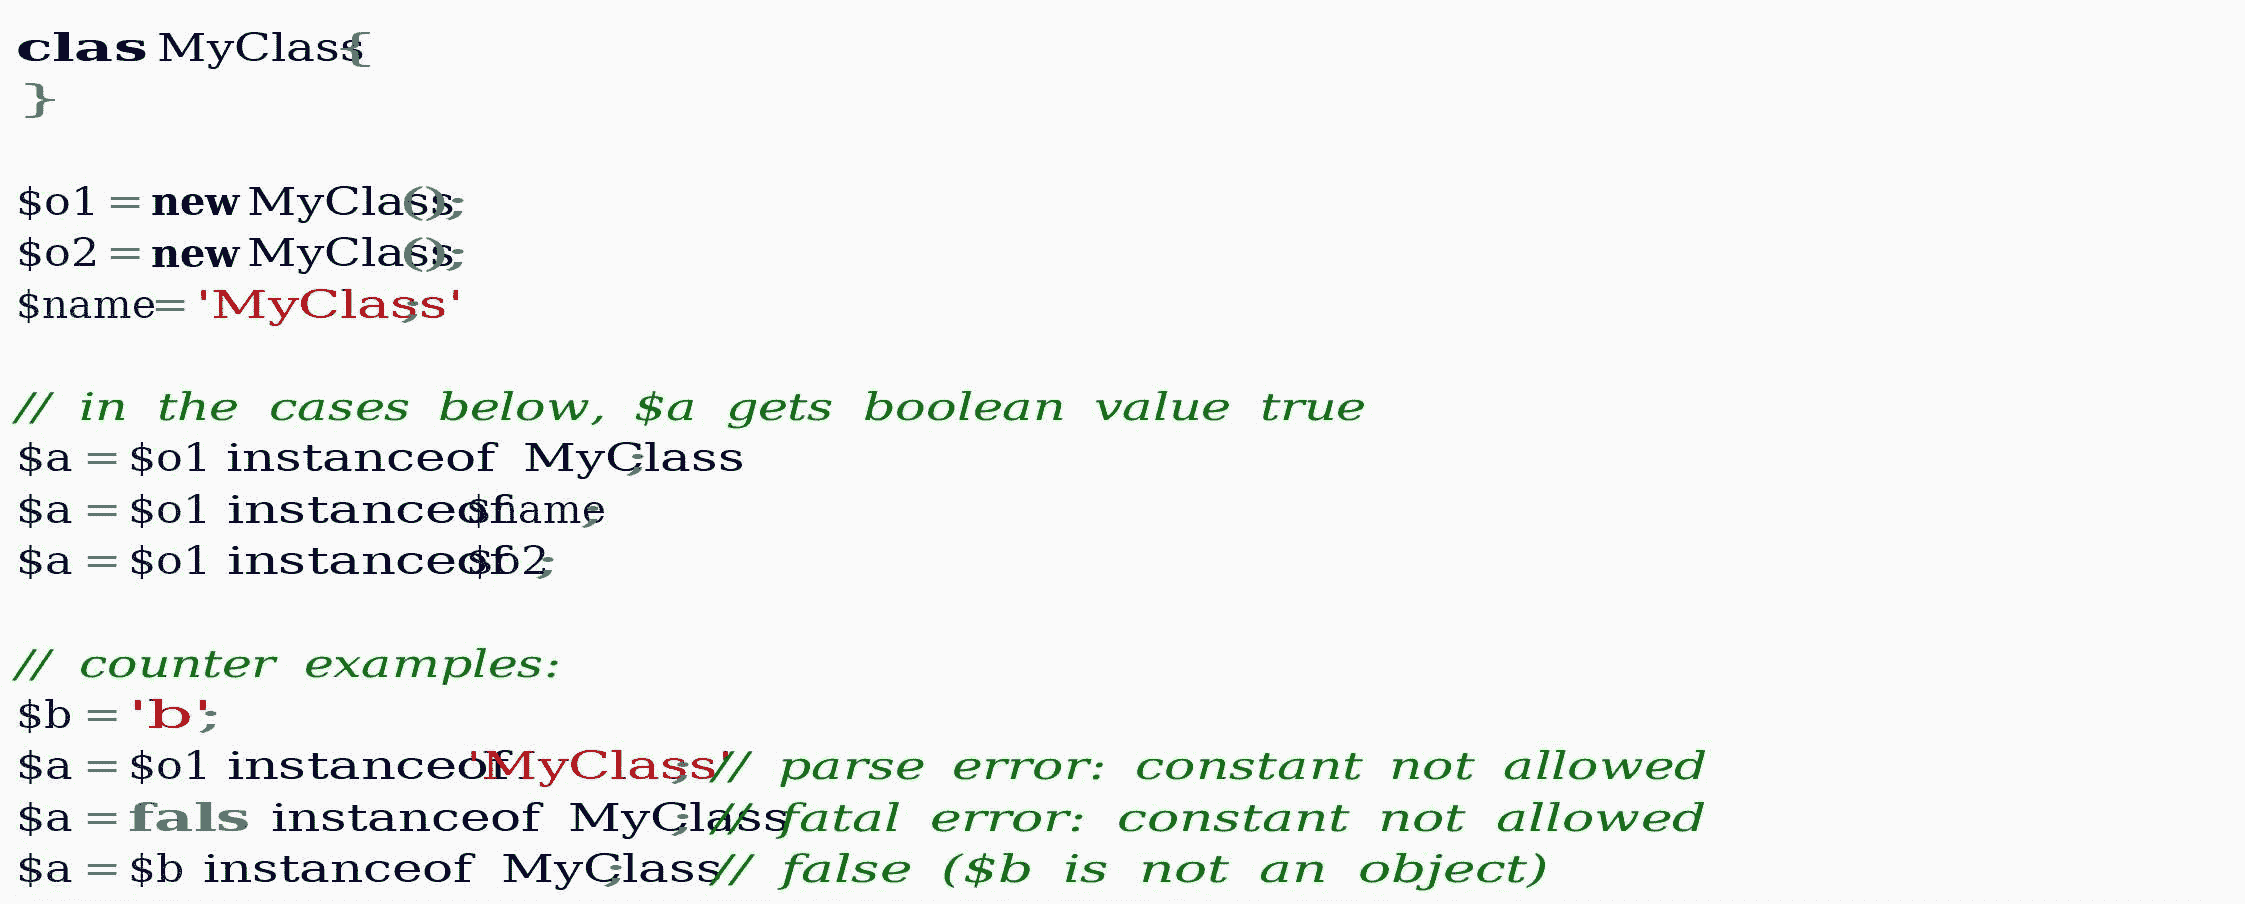 clas MyClass{
}
$o1 = new MyClass();
$o2 = new MyClass();
$name= 'MyClass';
// in the cases below, $a gets boolean value true
$a = $o1 instanceof MyClass;
$a = $o1 instanceof $name;
$a = $o1 instanceof $o2;
// counter examples:
$b = 'b';
$a = $o1 instanceof 'MyClass'; // parse error: constant not allowed
$a = fals instanceof MyClass; // fatal error: constant not allowed
$a = $b instanceof MyClass; // false ($b is not an object)